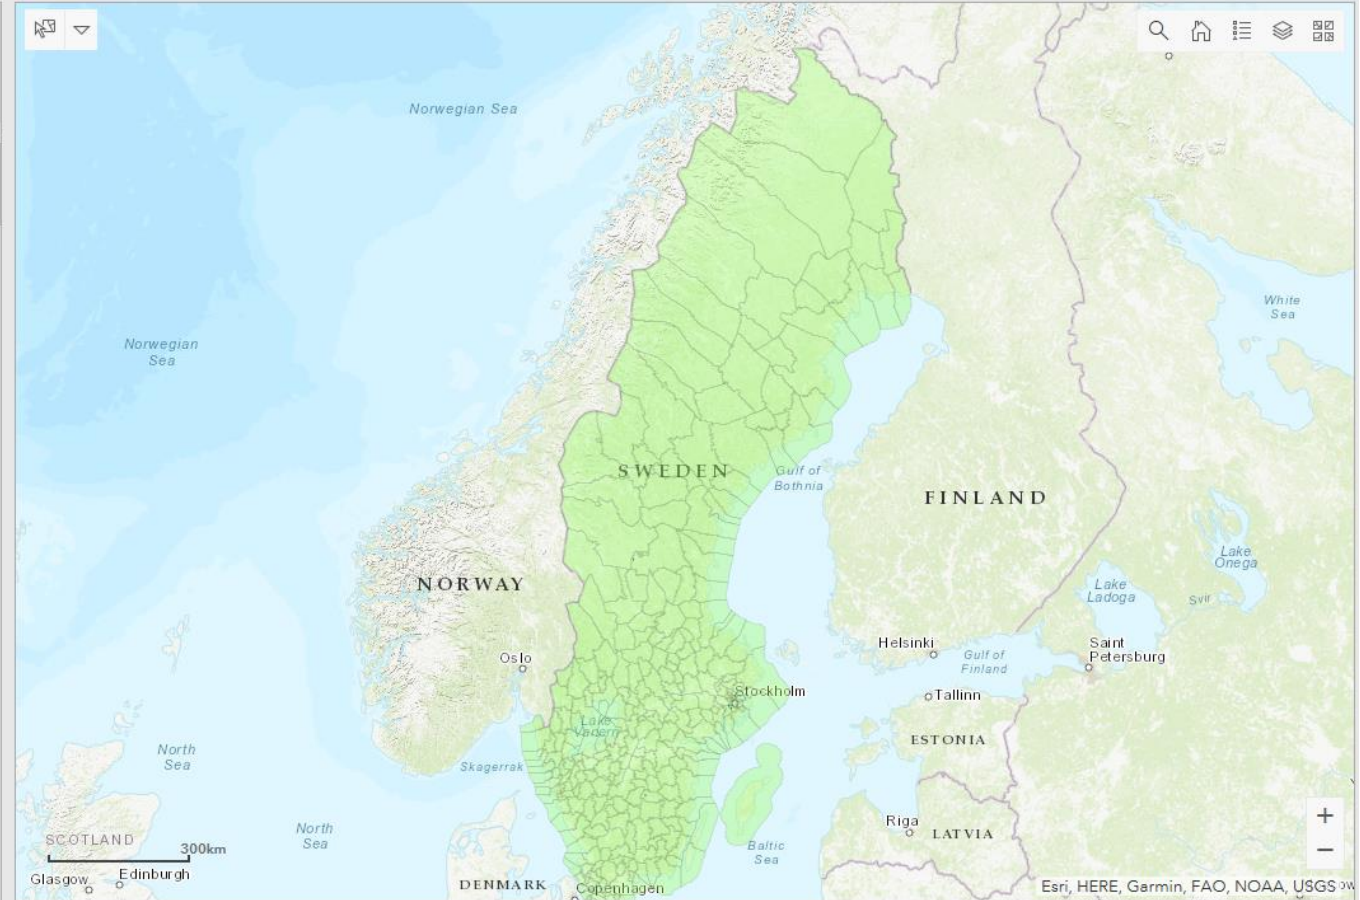 Norwegian Sea
White
Sea
Norwegian
Sea
SWEDEN
Gulf of
Bothnia
FINLAND
Lake
Onega
NORWAY
Lake
Ladoga
Svir
Helsinki
Saint
Petersburg
Oslo
Gulf of
Finland
Stockholm
Tallinn
Lake
Vanern
ESTONIA
North
Sea
Skagerrak
Riga
LATVIA
North
Sea
SCOTLAND
300km
Baltic
Sea
Glasgow
Edinburgh
DENMARK
Copenhagen
Esri, HERE, Garmin, FAO, NOAA, USGS